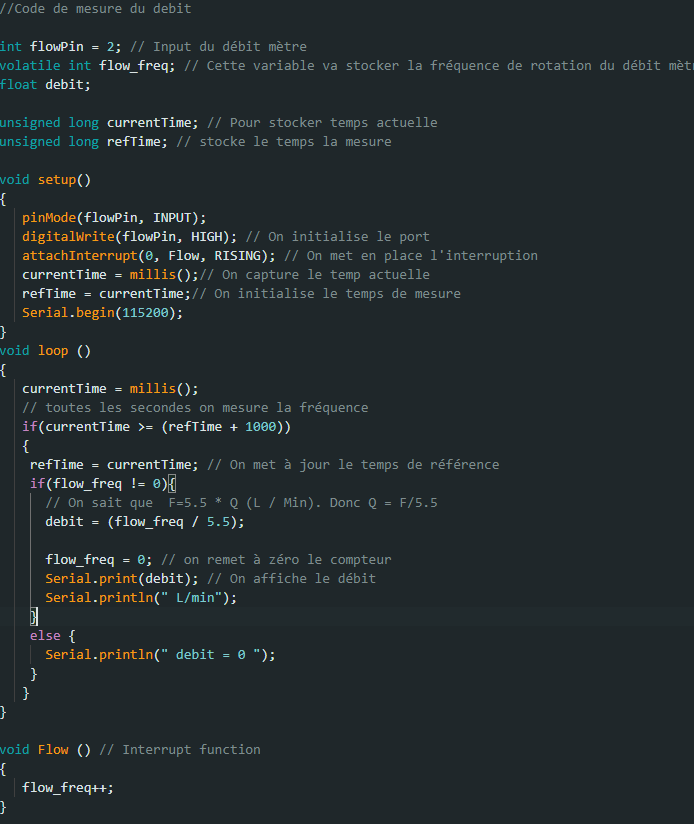 //Code de mesure du debit
int flowPin = 2; // Input du débit mètre
volatile int flow_freq; // Cette variable va stocker la fréquence de rotation du débit mètr
float debit;
unsigned long currentTime; // Pour stocker temps actuelle
unsigned long refTime; // stocke le temps la mesure
void setup()
{
pinMode(flowPin, INPUT);
digitalWrite(flowPin, HIGH); // On initialise le port
attachInterrupt(0, Flow, RISING); // On met en place l'interruption
currentTime = millis();// On capture le temp actuelle
refTime = currentTime;// On initialise le temps de mesure
Serial.begin(115200);
}
void loop ()
{
currentTime = millis();
// toutes les secondes on mesure la fréquence
if(currentTime >= (refTime + 1000))
{
refTime = currentTime; // On met à jour le temps de référence
if(flow_freq != 0){
// On sait que  F=5.5 * Q (L / Min). Donc Q = F/5.5
debit = (flow_freq / 5.5);
flow_freq = 0; // on remet à zéro le compteur
Serial.print(debit); // On affiche le débit
Serial.println(" L/min");
}
else {
Serial.println(" debit = 0 ");
}
}
}
void Flow () // Interrupt function
{
flow_freq++;
}